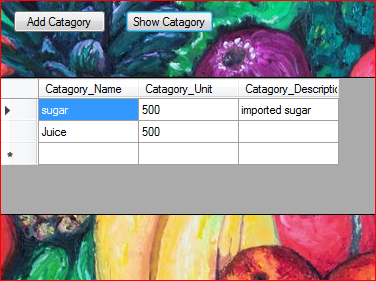 Add Catagory Show Catagory
Catagory_Name Catagory_Unit Catagory_Descriptio
sugar 500 imported sugar
Juice 500